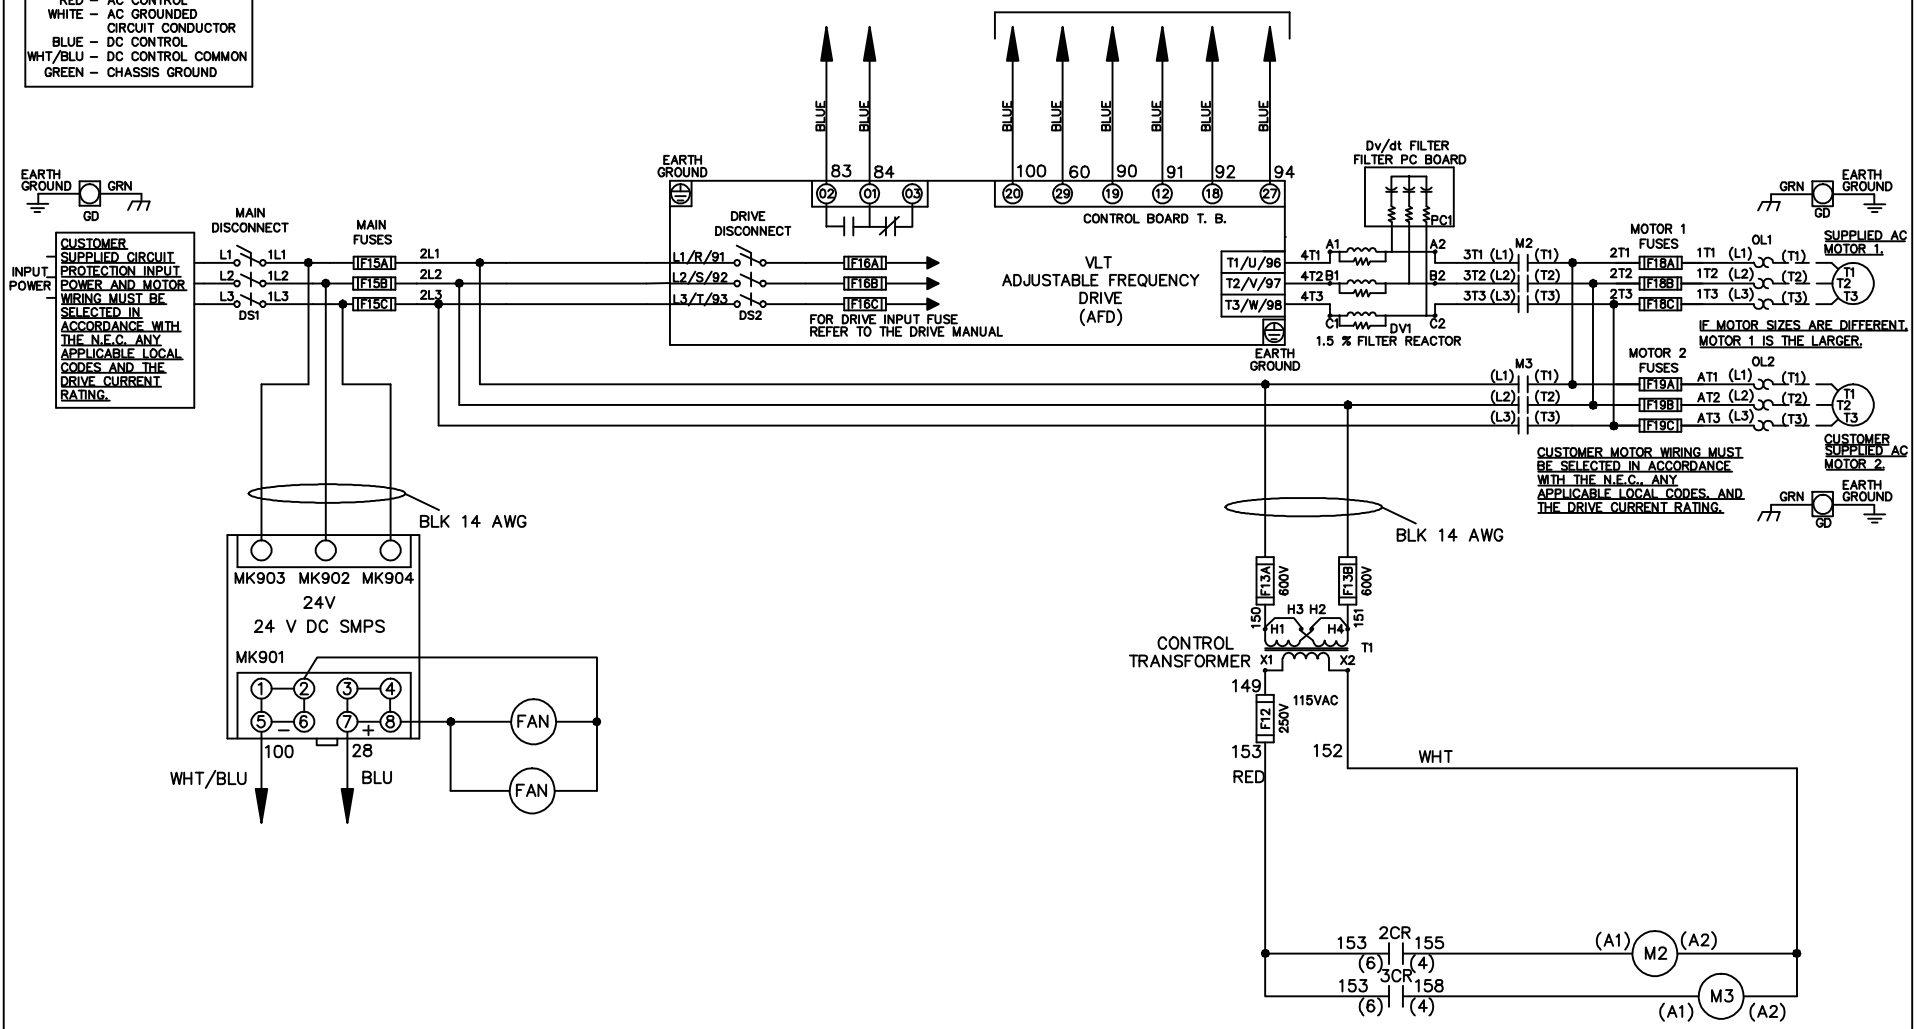 RED – AC CONTROL
WHITE – AC GROUNDED
CIRCUIT CONDUCTOR
BLUE – DC CONTROL
WHT/BLU – DC CONTROL COMMON
GREEN – CHASSIS GROUND
BLUE
BLUE
BLUE
BLUE
BLUE
BLUE
BLUE
BLUE
EARTH
GROUND
GRN
GD
EARTH
GROUND
83
84
100
60
90
91
92
94
02
01
03
20
29
19
12
18
27
CONTROL BOARD T. B.
Dv/dt FILTER
FILTER PC BOARD
PC1
GRN
EARTH
GROUND
GD
INPUT
POWER
CUSTOMER
SUPPLIED CIRCUIT
PROTECTION INPUT
POWER AND MOTOR
WIRING MUST BE
SELECTED IN
ACCORDANCE WITH
THE N.E.C. ANY
APPLICABLE LOCAL
CODES AND THE
DRIVE CURRENT
RATING.
MAIN
DISCONNECT
L1
1L1
L2
1L2
L3
1L3
DS1
MAIN
FUSES
F15A
F15B
F15C
2L1
2L2
2L3
DRIVE
DISCONNECT
L1/R/91
L2/S/92
L3/T/93
DS2
F16A
F16B
F16C
FOR DRIVE INPUT FUSE
REFER TO THE DRIVE MANUAL
VLT
ADJUSTABLE FREQUENCY
DRIVE
(AFD)
T1/U/96
T2/V/97
T3/W/98
EARTH
GROUND
4T1
4T2
4T3
A1
A2
B1
B2
C1
C2
DV1
1.5 % FILTER REACTOR
M2
3T1 (L1) (T1)
3T2 (L2) (T2)
3T3 (L3) (T3)
MOTOR 1
FUSES
2T1
2T2
2T3
F18A
F18B
F18C
OL1
1T1 (L1) (T1)
1T2 (L2) (T2)
1T3 (L3) (T3)
SUPPLIED AC
MOTOR 1.
T1
T2
T3
IF MOTOR SIZES ARE DIFFERENT,
MOTOR 1 IS THE LARGER.
M3
(L1) (T1)
(L2) (T2)
(L3) (T3)
MOTOR 2
FUSES
F19A
F19B
F19C
OL2
AT1 (L1) (T1)
AT2 (L2) (T2)
AT3 (L3) (T3)
T1
T2
T3
CUSTOMER
SUPPLIED AC
MOTOR 2.
CUSTOMER MOTOR WIRING MUST
BE SELECTED IN ACCORDANCE
WITH THE N.E.C., ANY
APPLICABLE LOCAL CODES, AND
THE DRIVE CURRENT RATING.
GRN
EARTH
GROUND
GD
BLK 14 AWG
MK903 MK902 MK904
24V
24 V DC SMPS
MK901
1
2
3
4
5
–
6
7
+
8
100
28
WHT/BLU
BLU
FAN
FAN
BLK 14 AWG
F13A
600V
F13B
600V
150
151
H3 H2
H1
H4
CONTROL
TRANSFORMER
T1
X1
X2
149
115VAC
F12
250V
153
RED
152
WHT
2CR
153
155
(6)
(4)
(A1)
M2
(A2)
3CR
153
158
(6)
(4)
(A1)
M3
(A2)